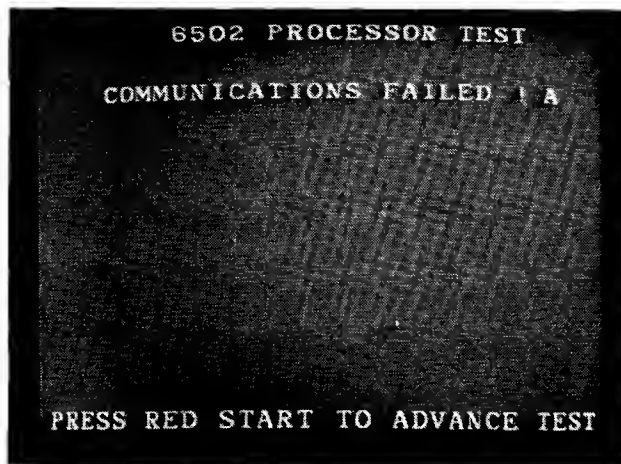 6502 PROCESSOR TEST
COMMUNICATIONS FAILED A
PRESS RED START TO ADVANCE TEST